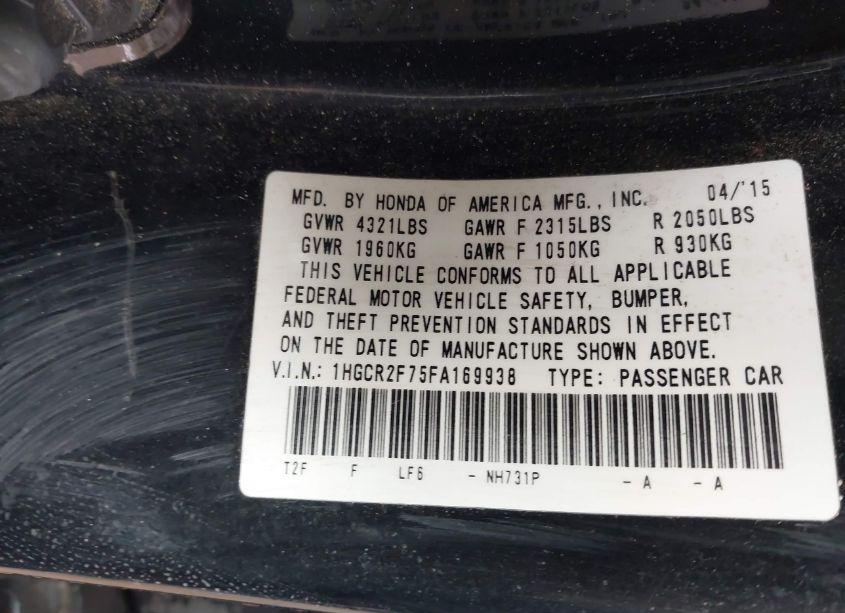 MFD. BY HONDA OF AMERICA MFG., INC. 04/'15
GVWR 4321LBS GAWR F 2315LBS R 2050LBS
GVWR 1960KG GAWR F 1050KG R 930KG
THIS VEHICLE CONFORMS TO ALL APPLICABLE
FEDERAL MOTOR VEHICLE SAFETY, BUMPER,
AND THEFT PREVENTION STANDARDS IN EFFECT
ON THE DATE OF MANUFACTURE SHOWN ABOVE.
V.I.N.: 1HGCR2F75FA169938 TYPE: PASSENGER CAR
T2F F LF6 - NH731P - A - A